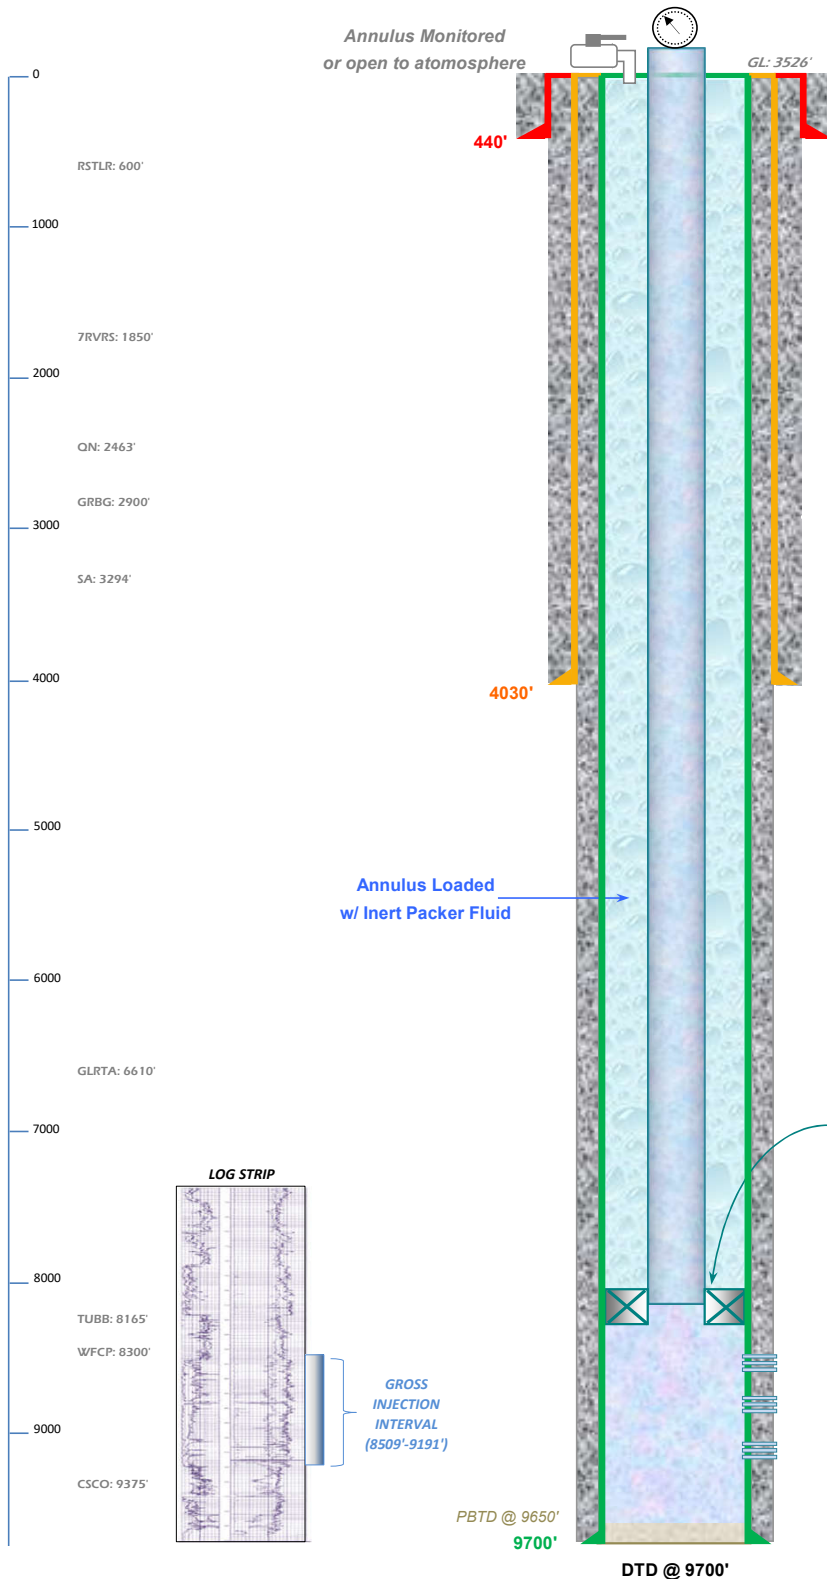 Annulus Monitored
or open to atomosphere
GL: 3526'
0
440'
RSTLR: 600'
1000
7RVRS: 1850'
2000
QN: 2463'
GRBG: 2900'
3000
SA: 3294'
4000
4030'
5000
Annulus Loaded
w/ Inert Packer Fluid
6000
GLRTA: 6610'
7000
LOG STRIP
8000
TUBB: 8165'
WFCP: 8300'
GROSS
INJECTION
INTERVAL
(8509'-9191')
9000
CSCO: 9375'
PBTD @ 9650'
9700'
DTD @ 9700'